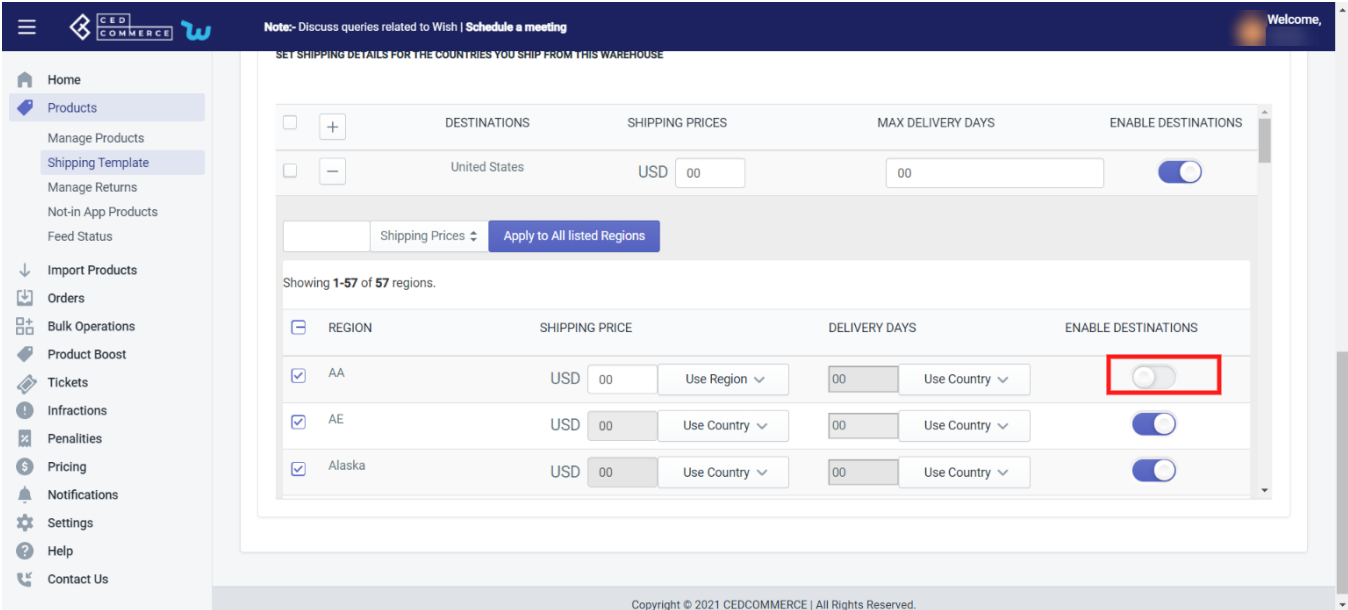 CED
COMMERCE
Note:- Discuss queries related to Wish | Schedule a meeting
Welcome,
SET SHIPPING DETAILS FOR THE COUNTRIES YOU SHIP FROM THIS WAREHOUSE
Home
Products
Manage Products
Shipping Template
Manage Returns
Not-in App Products
Feed Status
Import Products
Orders
Bulk Operations
Product Boost
Tickets
Infractions
Penalities
Pricing
Notifications
Settings
Help
Contact Us
DESTINATIONS SHIPPING PRICES MAX DELIVERY DAYS ENABLE DESTINATIONS
United States USD 00 00
Shipping Prices Apply to All listed Regions
Showing 1-57 of 57 regions.
REGION SHIPPING PRICE DELIVERY DAYS ENABLE DESTINATIONS
AA USD 00 Use Region 00 Use Country
AE USD 00 Use Country 00 Use Country
Alaska USD 00 Use Country 00 Use Country
Copyright © 2021 CEDCOMMERCE | All Rights Reserved.